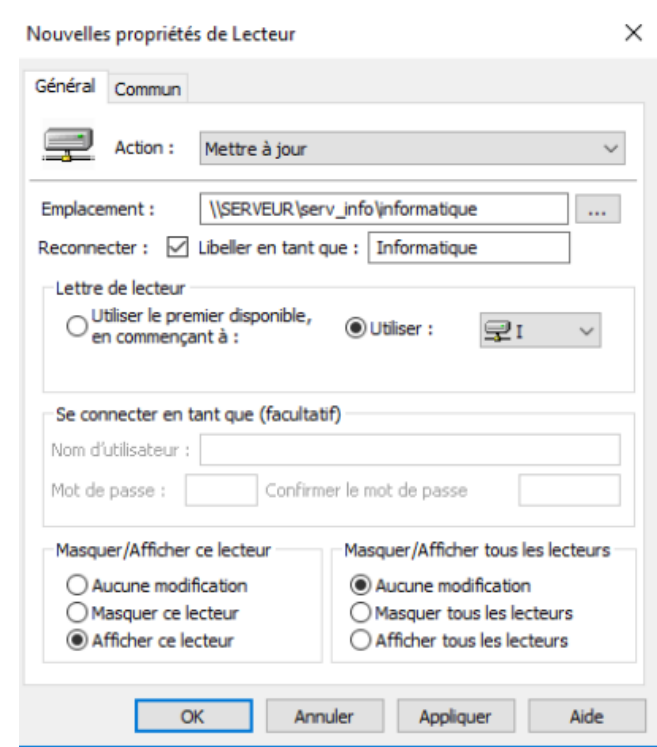 Nouvelles propriétés de Lecteur
Général Commun
Action : Mettre à jour
Emplacement : \\SERVEUR\serv_info\informatique ...
Reconnecter : Libeller en tant que : Informatique
Lettre de lecteur
Utiliser le premier disponible,
en commençant à :
Utiliser : I
Se connecter en tant que (facultatif)
Nom d'utilisateur :
Mot de passe : Confirmer le mot de passe
Masquer/Afficher ce lecteur
Aucune modification
Masquer ce lecteur
Afficher ce lecteur
Masquer/Afficher tous les lecteurs
Aucune modification
Masquer tous les lecteurs
Afficher tous les lecteurs
OK Annuler Appliquer Aide